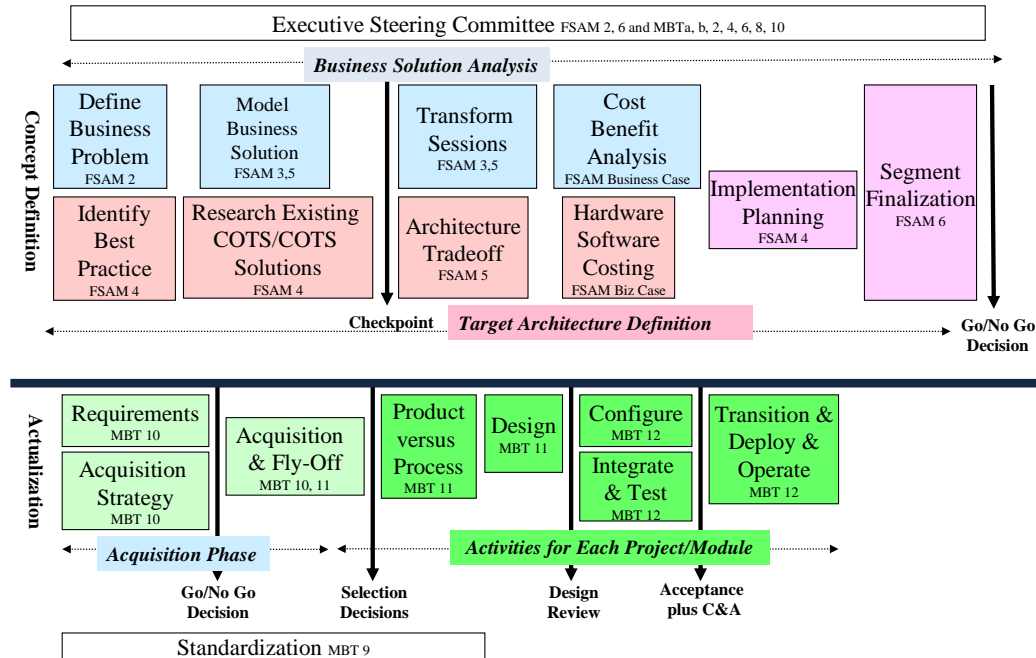 Executive Steering Committee FSAM 2, 6 and MBTa, b, 2, 4, 6, 8, 10
Business Solution Analysis
Concept Definition
Define
Business
Problem
FSAM 2
Model
Business
Solution
FSAM 3,5
Transform
Sessions
FSAM 3,5
Cost
Benefit
Analysis
FSAM Business Case
Identify
Best
Practice
FSAM 4
Research Existing
COTS/COTS
Solutions
FSAM 4
Architecture
Tradeoff
FSAM 5
Hardware
Software
Costing
FSAM Biz Case
Implementation
Planning
FSAM 4
Segment
Finalization
FSAM 6
Checkpoint
Target Architecture Definition
Go/No Go
Decision
Actualization
Requirements
MBT 10
Acquisition
Strategy
MBT 10
Acquisition
& Fly-Off
MBT 10, 11
Product
versus
Process
MBT 11
Design
MBT 11
Configure
MBT 12
Integrate
& Test
MBT 12
Transition &
Deploy &
Operate
MBT 12
Acquisition Phase
Activities for Each Project/Module
Go/No Go
Decision
Selection
Decisions
Design
Review
Acceptance
plus C&A
Standardization MBT 9